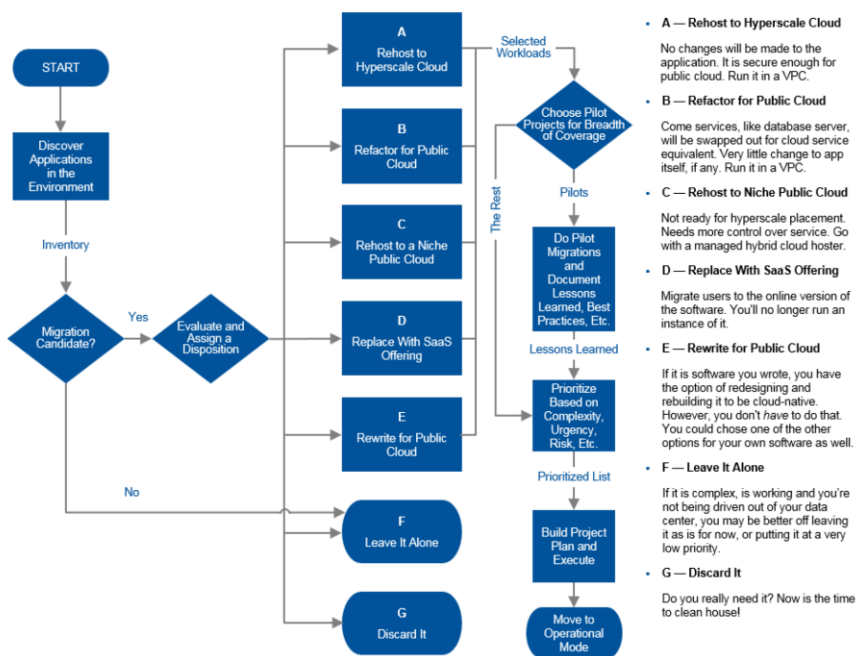 START
Discover
Applications
in the
Environment
Inventory
Migration
Candidate?
Yes
No
Evaluate and
Assign a
Disposition
A
Rehost to
Hyperscale Cloud
B
Refactor for Public
Cloud
C
Rehost to a Niche
Public Cloud
D
Replace With SaaS
Offering
E
Rewrite for Public
Cloud
F
Leave It Alone
G
Discard It
Selected
Workloads
Choose Pilot
Projects for Breadth
of Coverage
The Rest
Pilots
Do Pilot
Migrations and
Document
Lessons
Learned, Best
Practices, Etc.
Lessons Learned
Prioritize
Based on
Complexity,
Urgency,
Risk, Etc.
Prioritized List
Build Project
Plan and
Execute
Move to
Operational
Mode
▪ A — Rehost to Hyperscale Cloud
No changes will be made to the
application. It is secure enough for
public cloud. Run it in a VPC.
▪ B — Refactor for Public Cloud
Come services, like database server,
will be swapped out for cloud service
equivalent. Very little change to app
itself, if any. Run it in a VPC.
▪ C — Rehost to Niche Public Cloud
Not ready for hyperscale placement.
Needs more control over service. Go
with a managed hybrid cloud hoster.
▪ D — Replace With SaaS Offering
Migrate users to the online version of
the software. You'll no longer run an
instance of it.
▪ E — Rewrite for Public Cloud
If it is software you wrote, you have
the option of redesigning and
rebuilding it to be cloud-native.
However, you don't have to do that.
You could chose one of the other
options for your own software as well.
▪ F — Leave It Alone
If it is complex, is working and you're
not being driven out of your data
center, you may be better off leaving
it as is for now, or putting it at a very
low priority.
▪ G — Discard It
Do you really need it? Now is the time
to clean house!